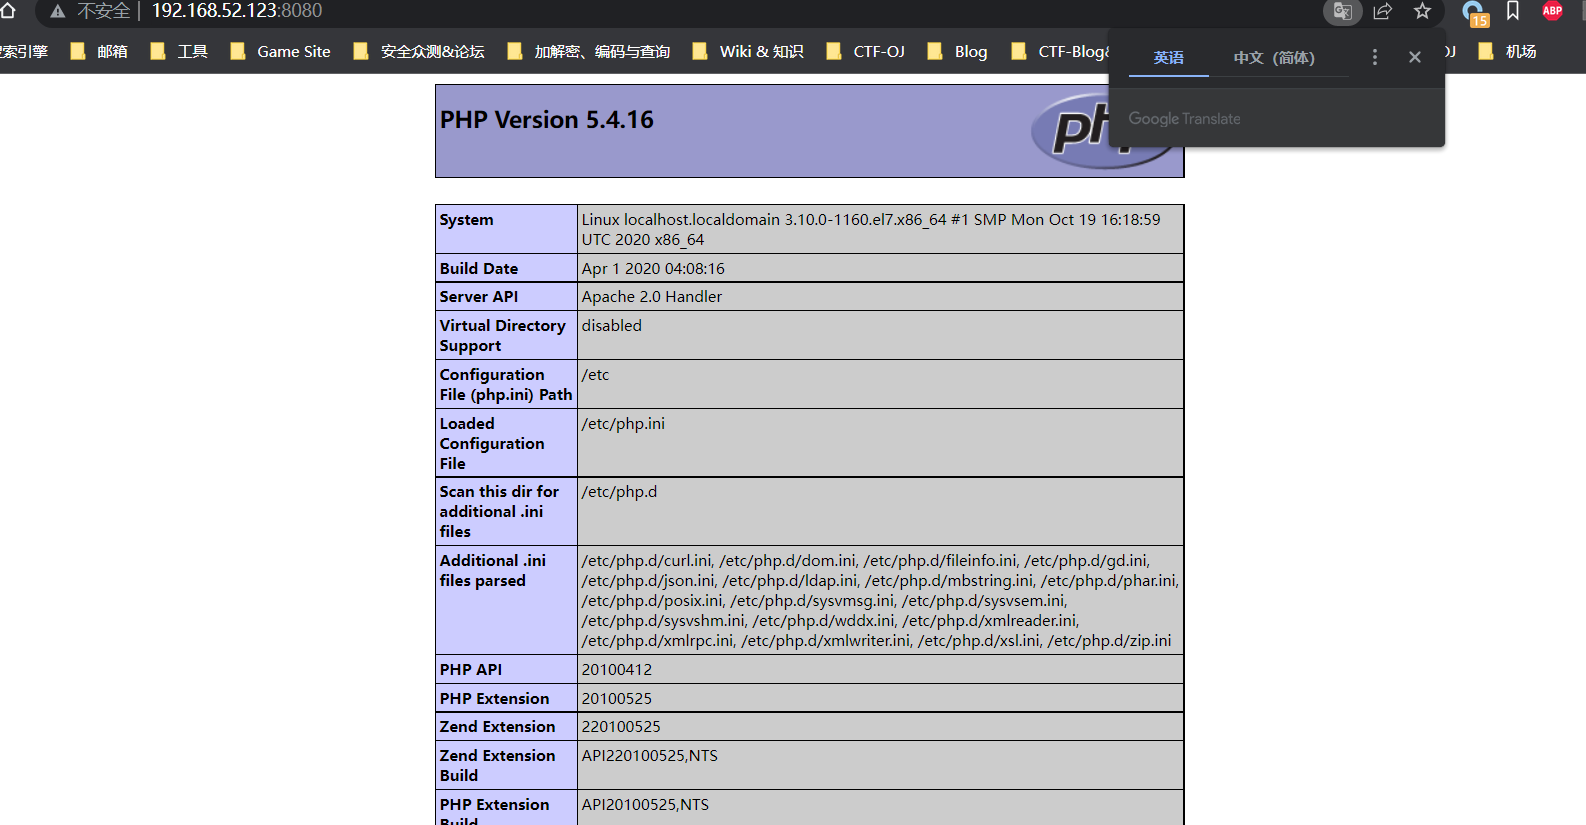 不安全 | 192.168.52.123:8080
15
ABP
索引擎 邮箱 工具 Game Site 安全众测&论坛 加解密、编码与查询 Wiki & 知识 CTF-OJ Blog CTF-Blog& OJ 机场
英语 中文（简体）
Google Translate
PHP Version 5.4.16
php
System Linux localhost.localdomain 3.10.0-1160.el7.x86_64 #1 SMP Mon Oct 19 16:18:59
UTC 2020 x86_64
Build Date Apr 1 2020 04:08:16
Server API Apache 2.0 Handler
Virtual Directory disabled
Support
Configuration /etc
File (php.ini) Path
Loaded /etc/php.ini
Configuration
File
Scan this dir for /etc/php.d
additional .ini
files
Additional .ini /etc/php.d/curl.ini, /etc/php.d/dom.ini, /etc/php.d/fileinfo.ini, /etc/php.d/gd.ini,
files parsed /etc/php.d/json.ini, /etc/php.d/ldap.ini, /etc/php.d/mbstring.ini, /etc/php.d/phar.ini,
/etc/php.d/posix.ini, /etc/php.d/sysvmsg.ini, /etc/php.d/sysvsem.ini,
/etc/php.d/sysvshm.ini, /etc/php.d/wddx.ini, /etc/php.d/xmlreader.ini,
/etc/php.d/xmlrpc.ini, /etc/php.d/xmlwriter.ini, /etc/php.d/xsl.ini, /etc/php.d/zip.ini
PHP API 20100412
PHP Extension 20100525
Zend Extension 220100525
Zend Extension API220100525,NTS
Build
PHP Extension API20100525,NTS
Build